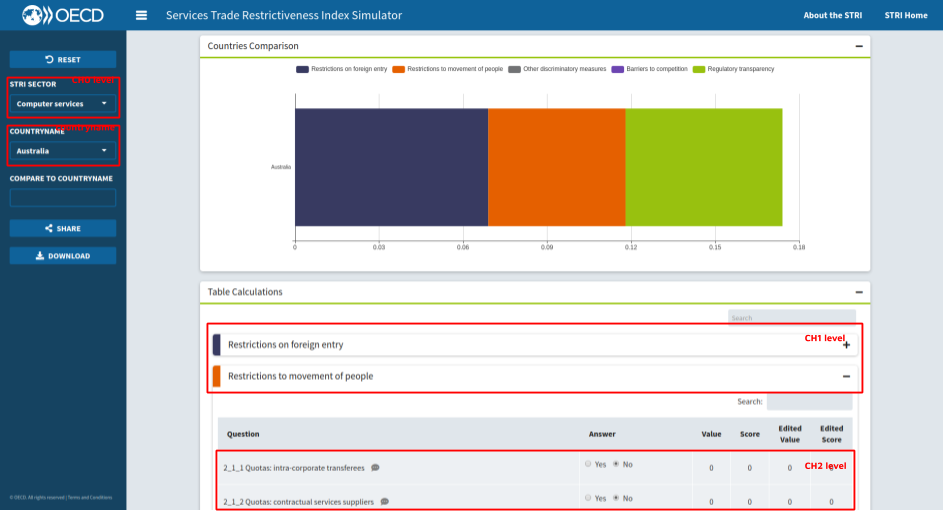 OECD
Services Trade Restrictiveness Index Simulator
About the STRI
STRI Home
RESET
CH0 level
STRI SECTOR
Computer services
Countryname
COUNTRYNAME
Australia
COMPARE TO COUNTRYNAME
SHARE
DOWNLOAD
© OECD. All rights reserved | Terms and Conditions
Countries Comparison
Restrictions on foreign entry
Restrictions to movement of people
Other discriminatory measures
Barriers to competition
Regulatory transparency
Australia
0 0.03 0.06 0.09 0.12 0.15 0.18
Table Calculations
Search
Restrictions on foreign entry
CH1 level
Restrictions to movement of people
Search:
Question Answer Value Score Edited Value Edited Score
2_1_1 Quotas: intra-corporate transferees Yes No 0 0 0
CH2 level
2_1_2 Quotas: contractual services suppliers Yes No 0 0 0 0